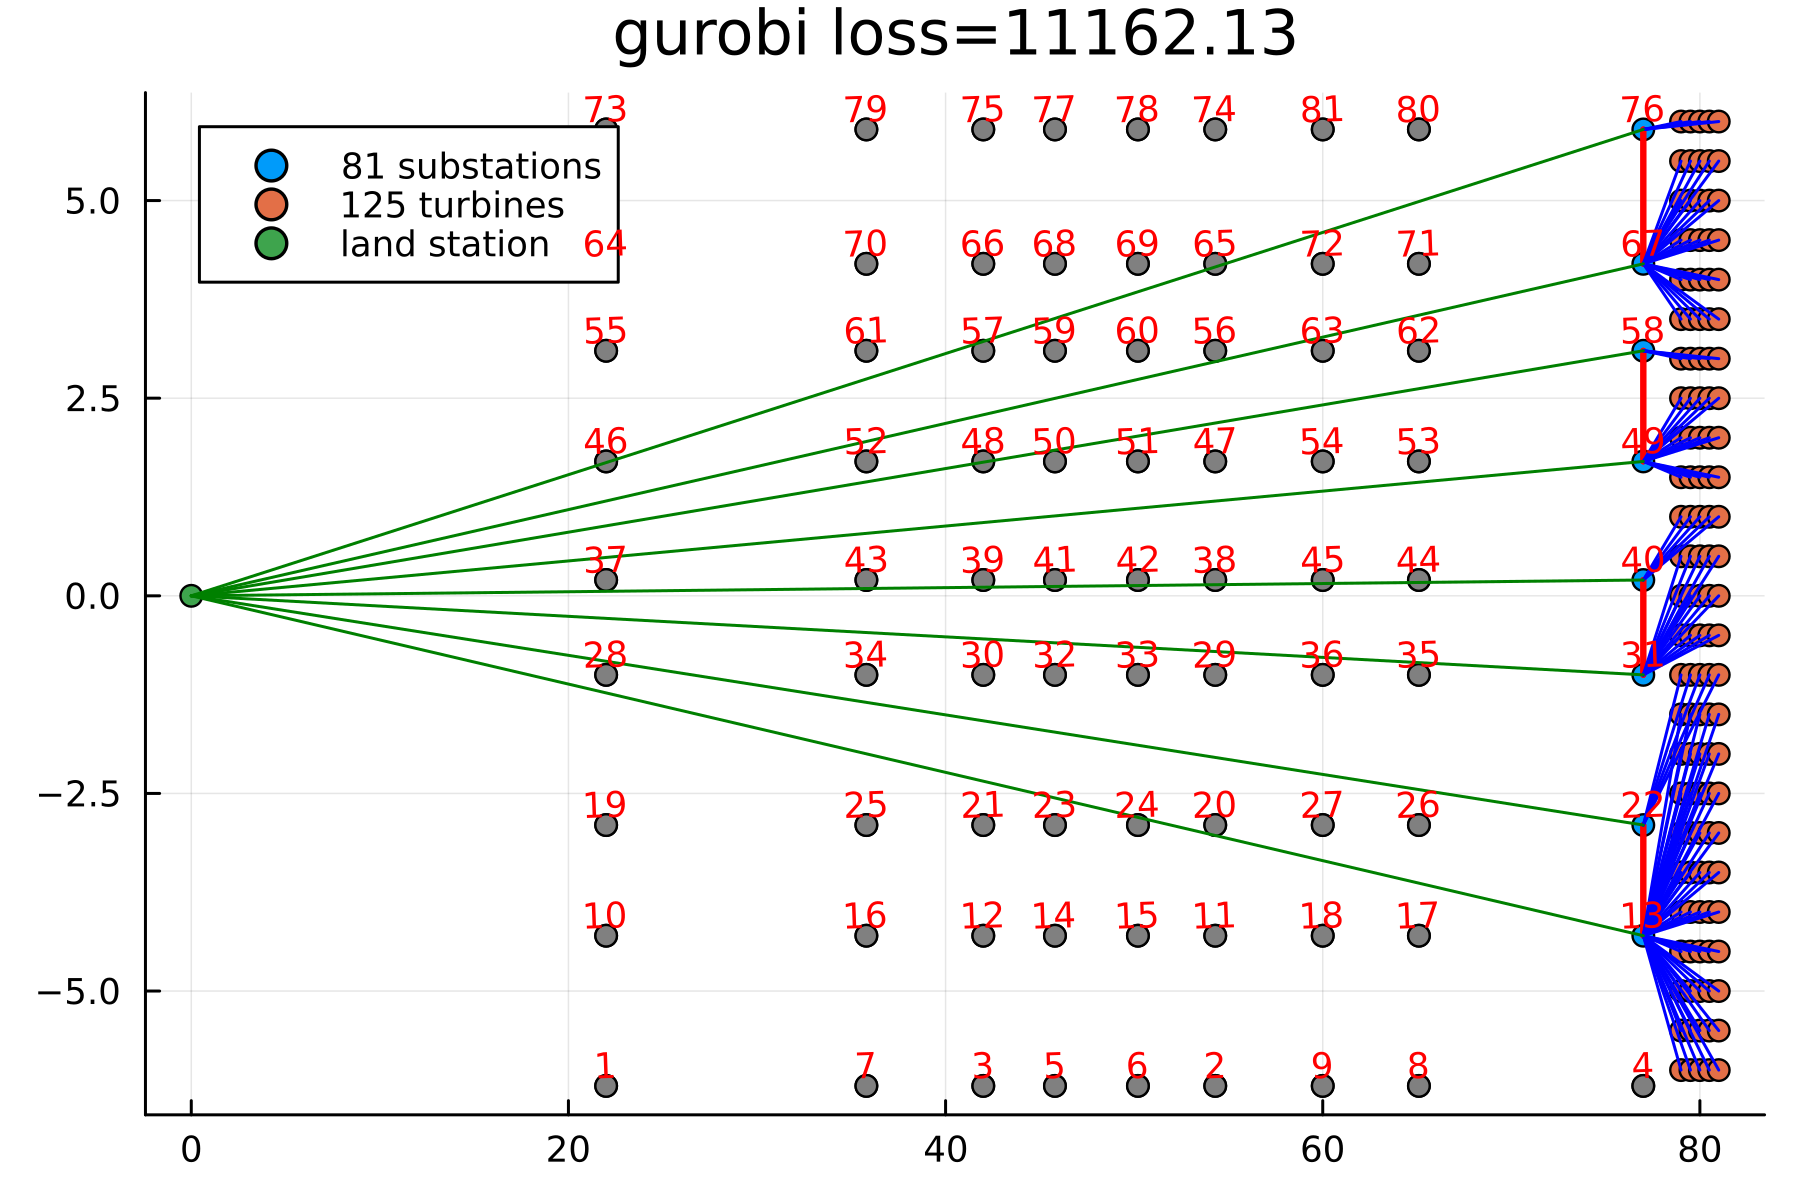 gurobi loss=11162.13
73 79 75 77 78 74 81 80 76
81 substations
125 turbines
land station
5.0
64 70 66 68 69 65 72 71 67
55 61 57 59 60 56 63 62 58
2.5
46 52 48 50 51 47 54 53 49
37 43 39 41 42 38 45 44 40
0.0
28 34 30 32 33 29 36 35 31
−2.5
19 25 21 23 24 20 27 26 22
10 16 12 14 15 11 18 17 13
−5.0
1 7 3 5 6 2 9 8 4
0 20 40 60 80